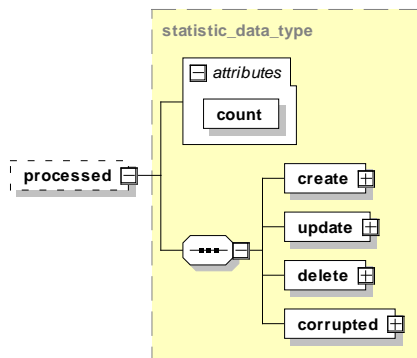 statistic_data_type
attributes
count
processed
create
update
delete
corrupted